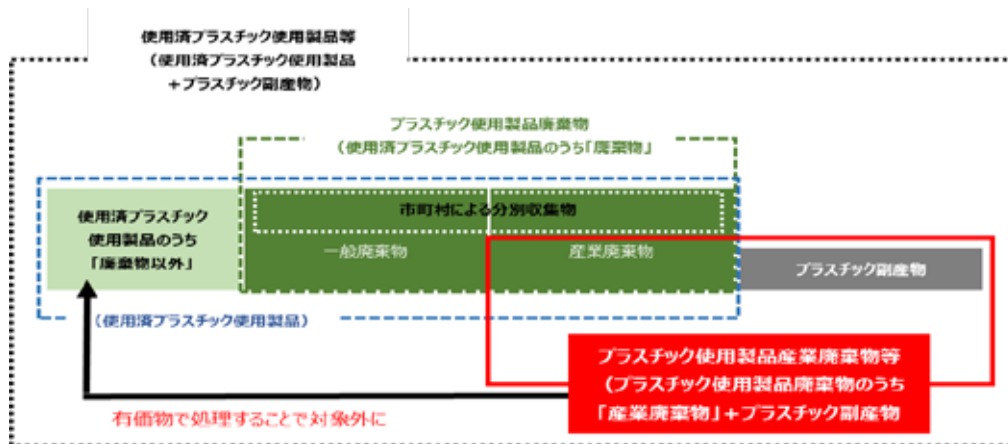 使用済プラスチック使用製品等
(使用済プラスチック使用製品
+プラスチック副産物)
プラスチック使用製品廃棄物
(使用済プラスチック使用製品のうち「廃棄物」
使用済プラスチック
使用製品のうち
「廃棄物以外」
市町村による分別収集物
一般廃棄物
産業廃棄物
プラスチック副産物
(使用済プラスチック使用製品)
プラスチック使用製品産業廃棄物等
(プラスチック使用製品廃棄物のうち
「産業廃棄物」+プラスチック副産物
有価物で処理することで対象外に